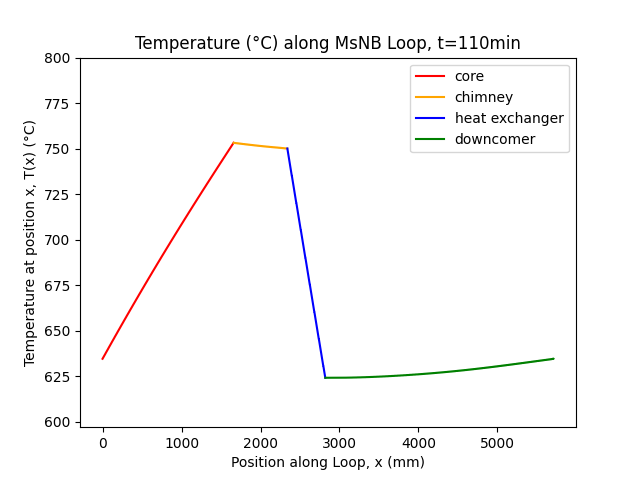 Temperature (°C) along MsNB Loop, t=110min
Temperature at position x, T(x) (°C)
800
775
750
725
700
675
650
625
600
core
chimney
heat exchanger
downcomer
0
1000
2000
3000
4000
5000
Position along Loop, x (mm)